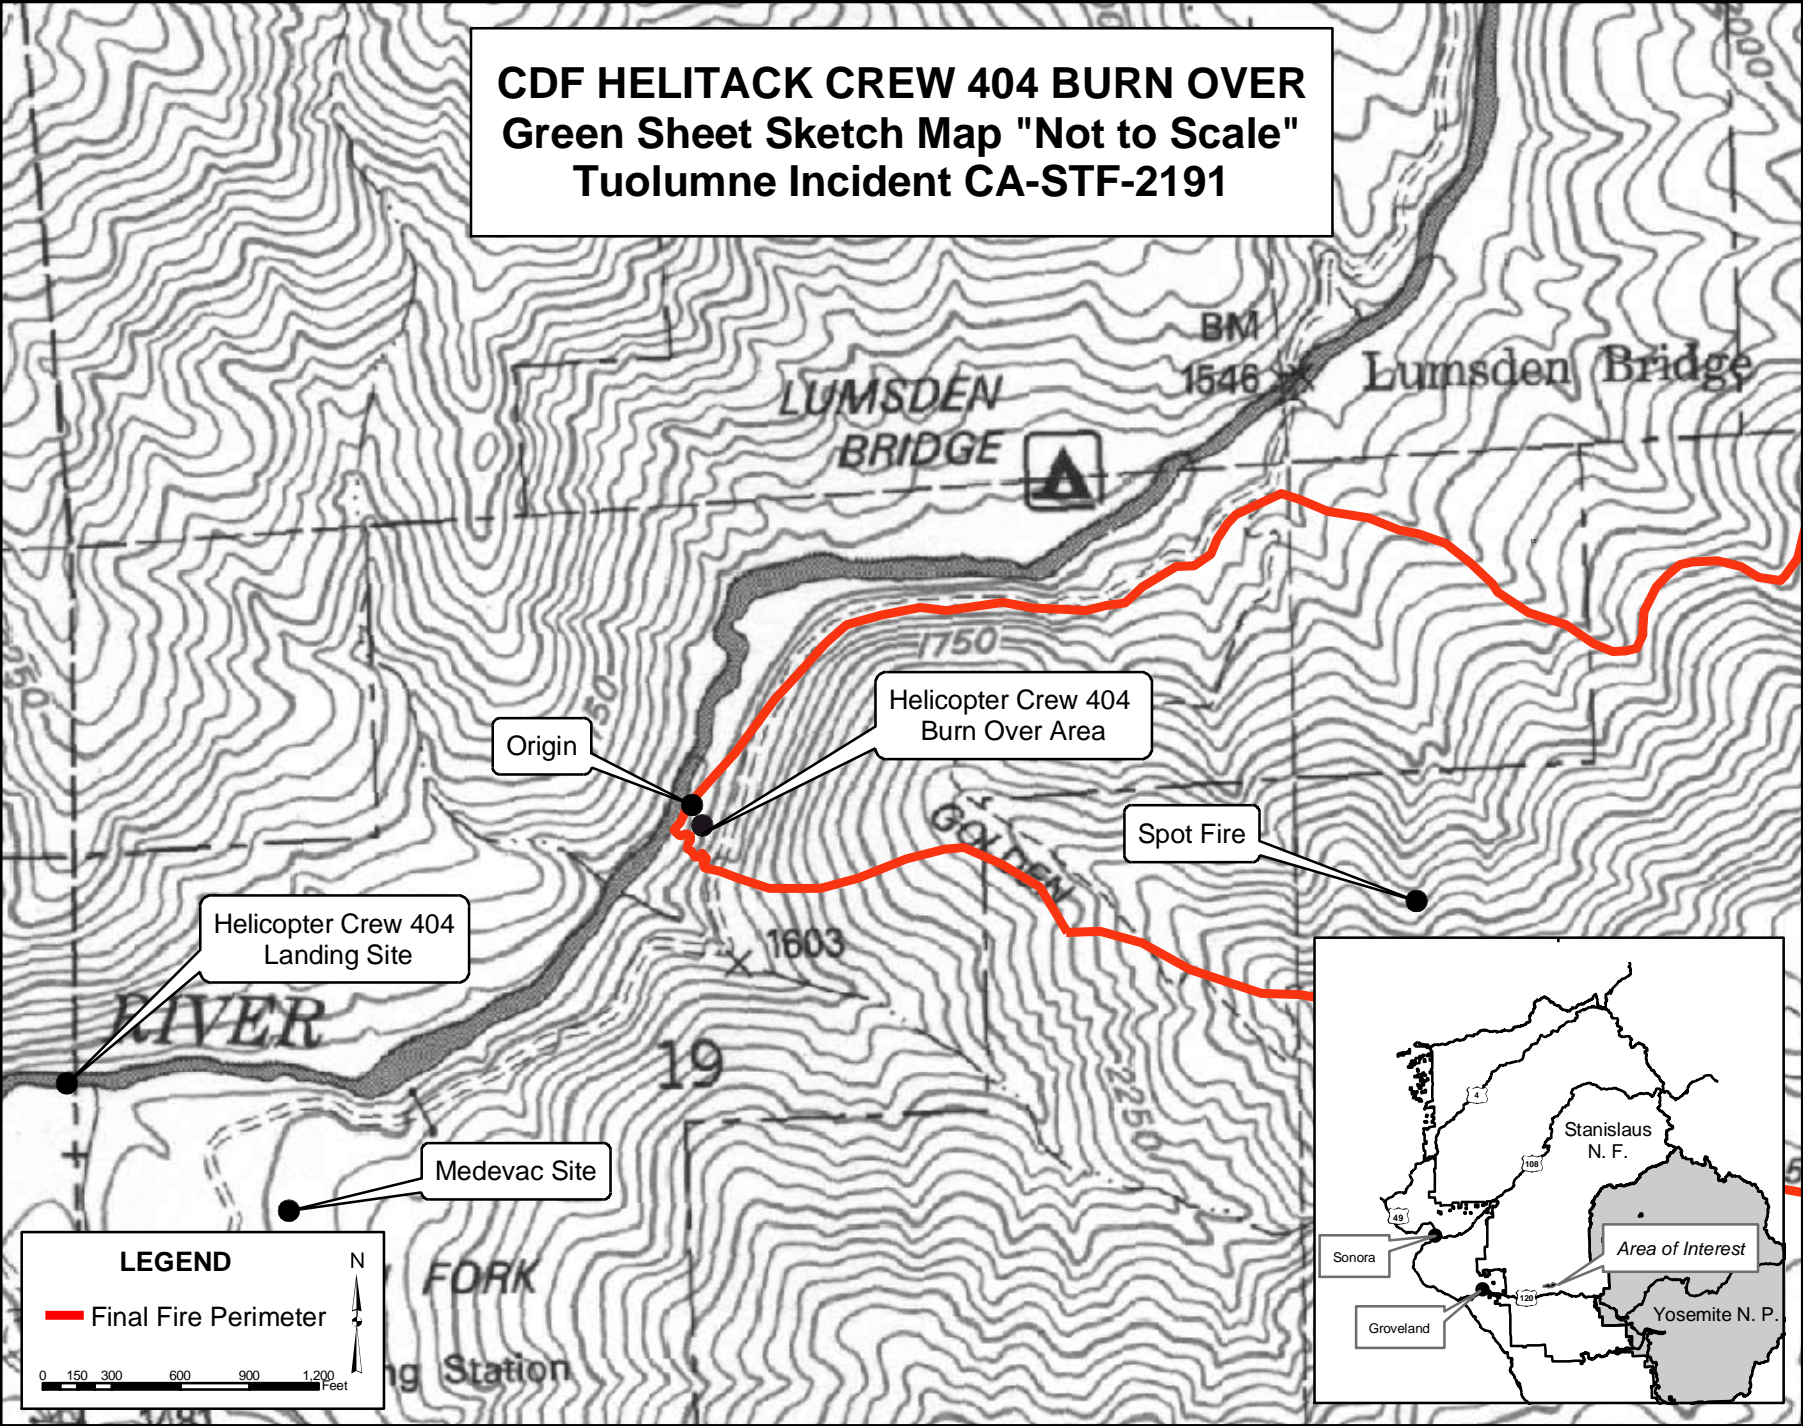 CDF HELITACK CREW 404 BURN OVER
Green Sheet Sketch Map "Not to Scale"
Tuolumne Incident CA-STF-2191
BM
1546
Lumsden Bridge
LUMSDEN
BRIDGE
1750
Helicopter Crew 404
Burn Over Area
Origin
GOLDEN
Spot Fire
Helicopter Crew 404
Landing Site
1603
RIVER
19
2250
Medevac Site
FORK
ng Station
LEGEND
N
Final Fire Perimeter
0 150 300 600 900 1,200
Feet
4
Stanislaus
N. F.
108
49
Sonora
Area of Interest
120
Groveland
Yosemite N. P.